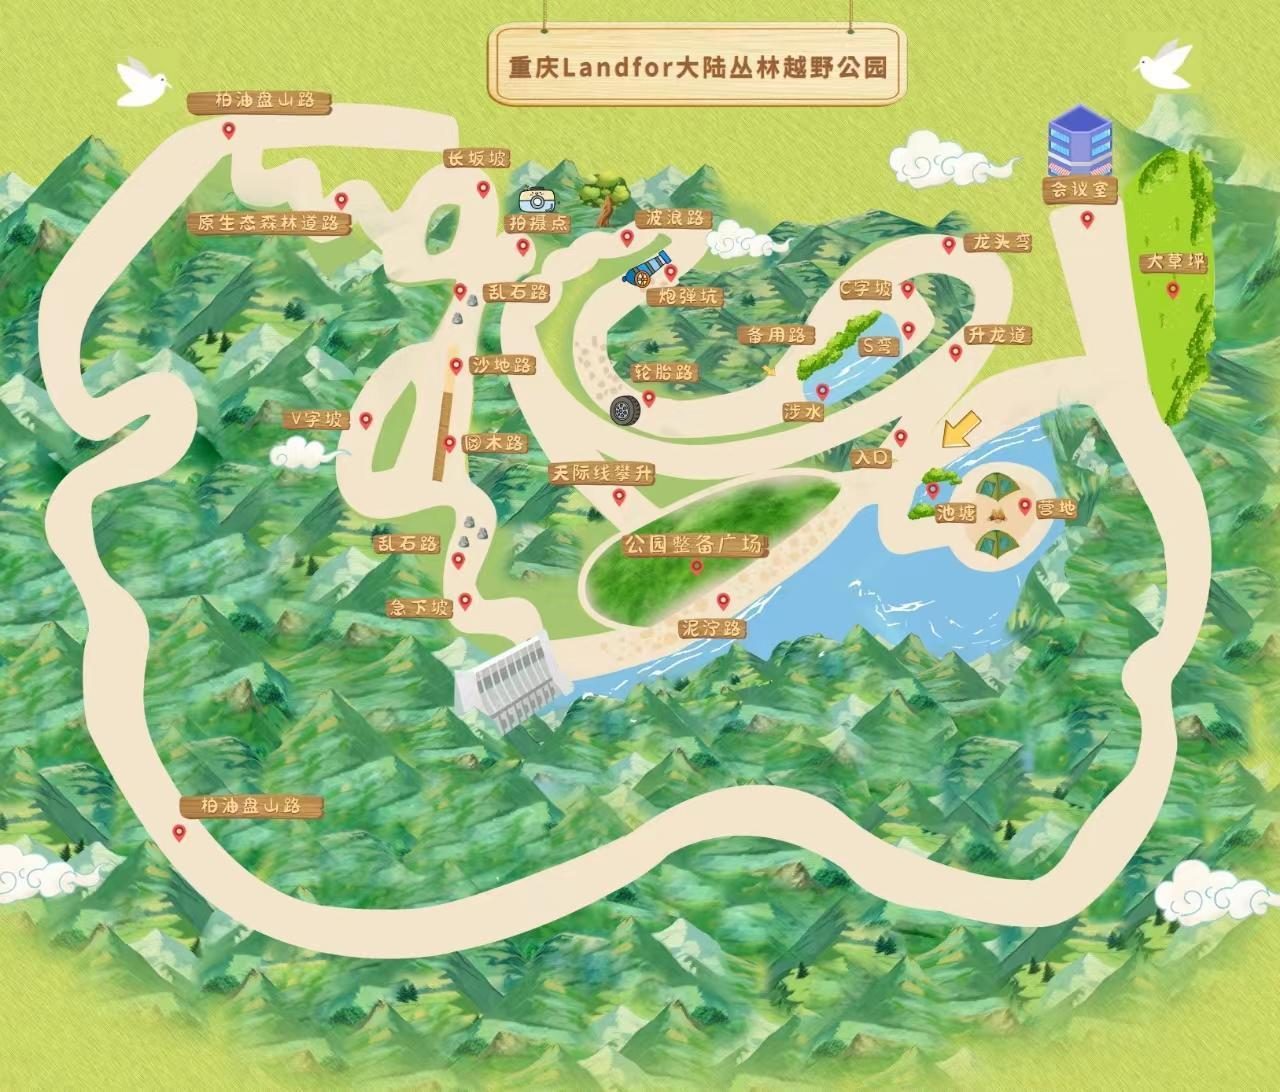 重庆Landfor大陆丛林越野公园
柏油盘山路
长坂坡
会议室
原生态森林道路
拍摄点
波浪路
龙头弯
大草坪
乱石路
炮弹坑
C字坡
备用路
升龙道
S弯
沙地路
轮胎路
涉水
V字坡
圆木路
天际线攀升
入口
池塘
营地
乱石路
公园整备广场
急下坡
泥泞路
柏油盘山路